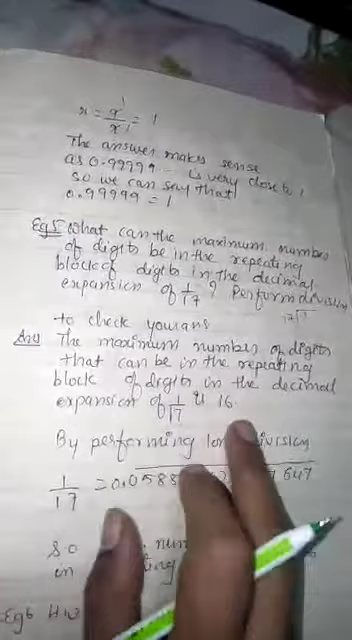 x = 9/9 = 1
The answer makes sense
as 0.99999 - is very close to 1
so we can say that
0.99999 = 1
Eg5 What can the maximum number
of digits be in the repeating
block of digits in the decimal
expansion of 1/17 ? Perform division
to check your ans
Ans The maximum number of digits
that can be in the repeating
block of digits in the decimal
expansion of 1/17 is 16.
By performing long division
1/17 = 0.0588 7647
so
in
Eg6 Hw